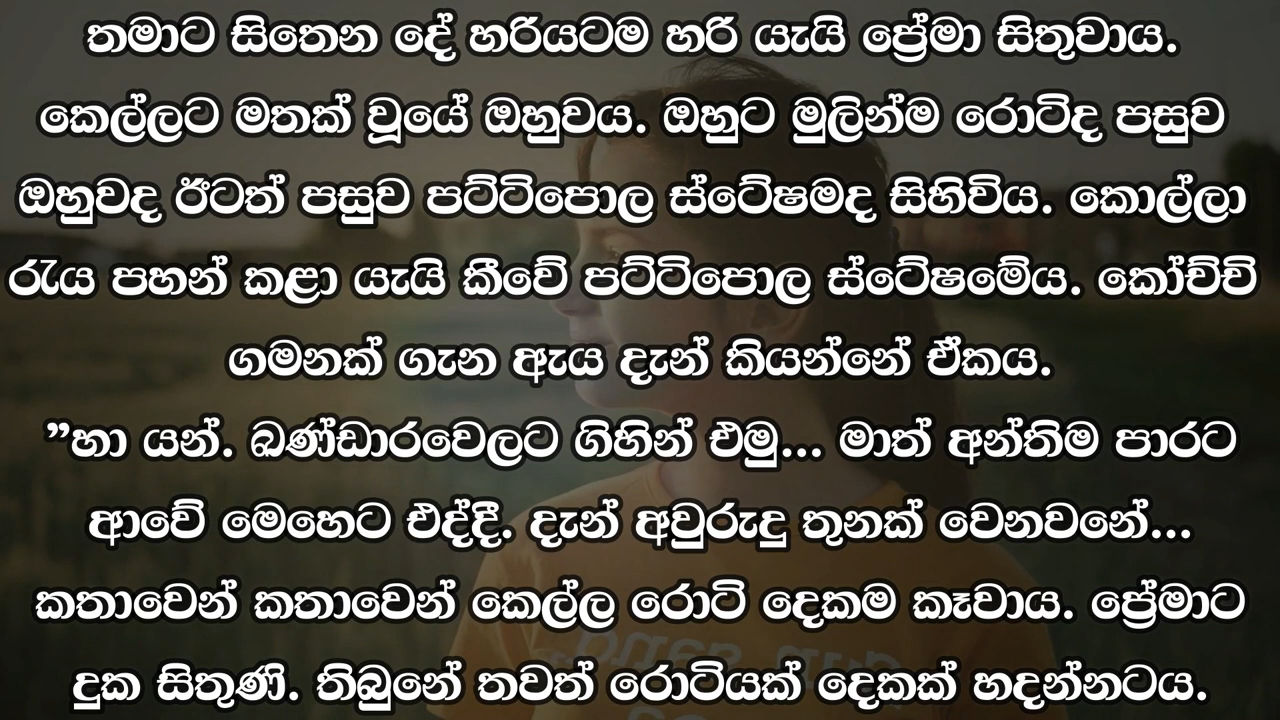 තමාට සිතෙන දේ හරියටම හරි යැයි ප්‍රේමා සිතුවාය.
කෙල්ලට මතක් වූයේ ඔහුවය. ඔහුට මුලින්ම රොටිද පසුව
ඔහුවද ඊටත් පසුව පට්ටිපොල ස්ටේෂමද සිහිවිය. කොල්ලා
රැය පහන් කළා යැයි කීවේ පට්ටිපොල ස්ටේෂමේය. කෝච්චි
ගමනක් ගැන ඇය දැන් කියන්නේ ඒකය.
”හා යන්. ඛණ්ඩාරවෙලට ගිහින් එමු... මාත් අන්තිම පාරට
ආවේ මෙහෙට එද්දී. දැන් අවුරුදු තුනක් වෙනවනේ...
කතාවෙන් කතාවෙන් කෙල්ල රොටි දෙකම කෑවාය. ප්‍රේමාට
දුක සිතුණි. තිබුනේ තවත් රොටියක් දෙකක් හදන්නටය.